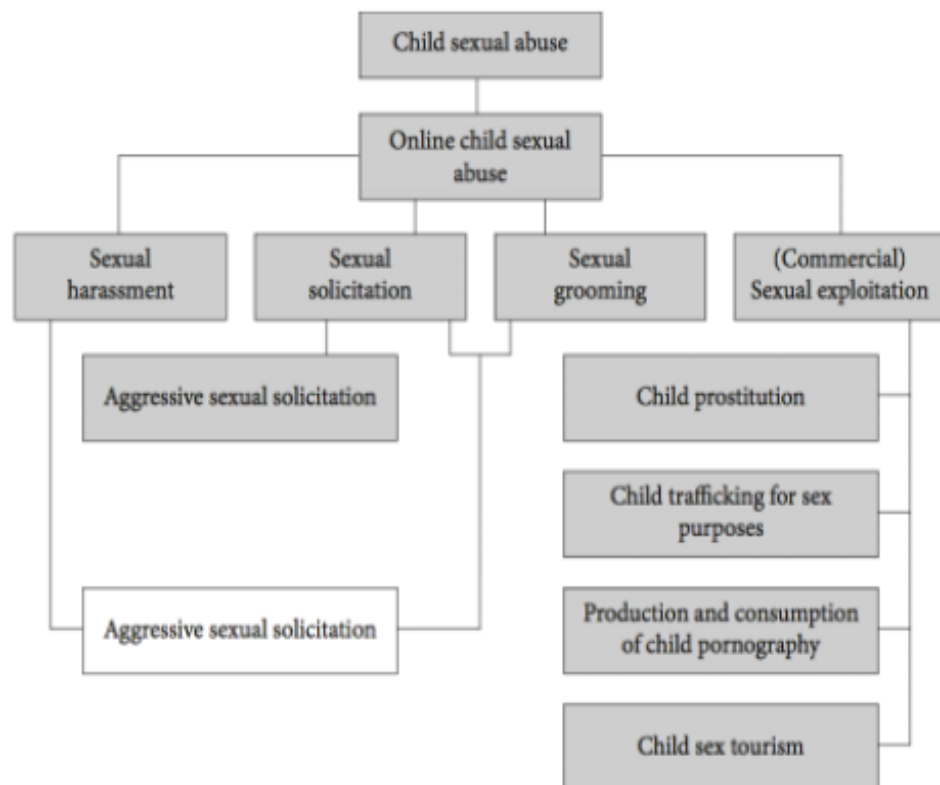 Child sexual abuse
Online child sexual
abuse
Sexual
harassment
Sexual
solicitation
Sexual
grooming
(Commercial)
Sexual exploitation
Aggressive sexual solicitation
Child prostitution
Child trafficking for sex
purposes
Aggressive sexual solicitation
Production and consumption
of child pornography
Child sex tourism